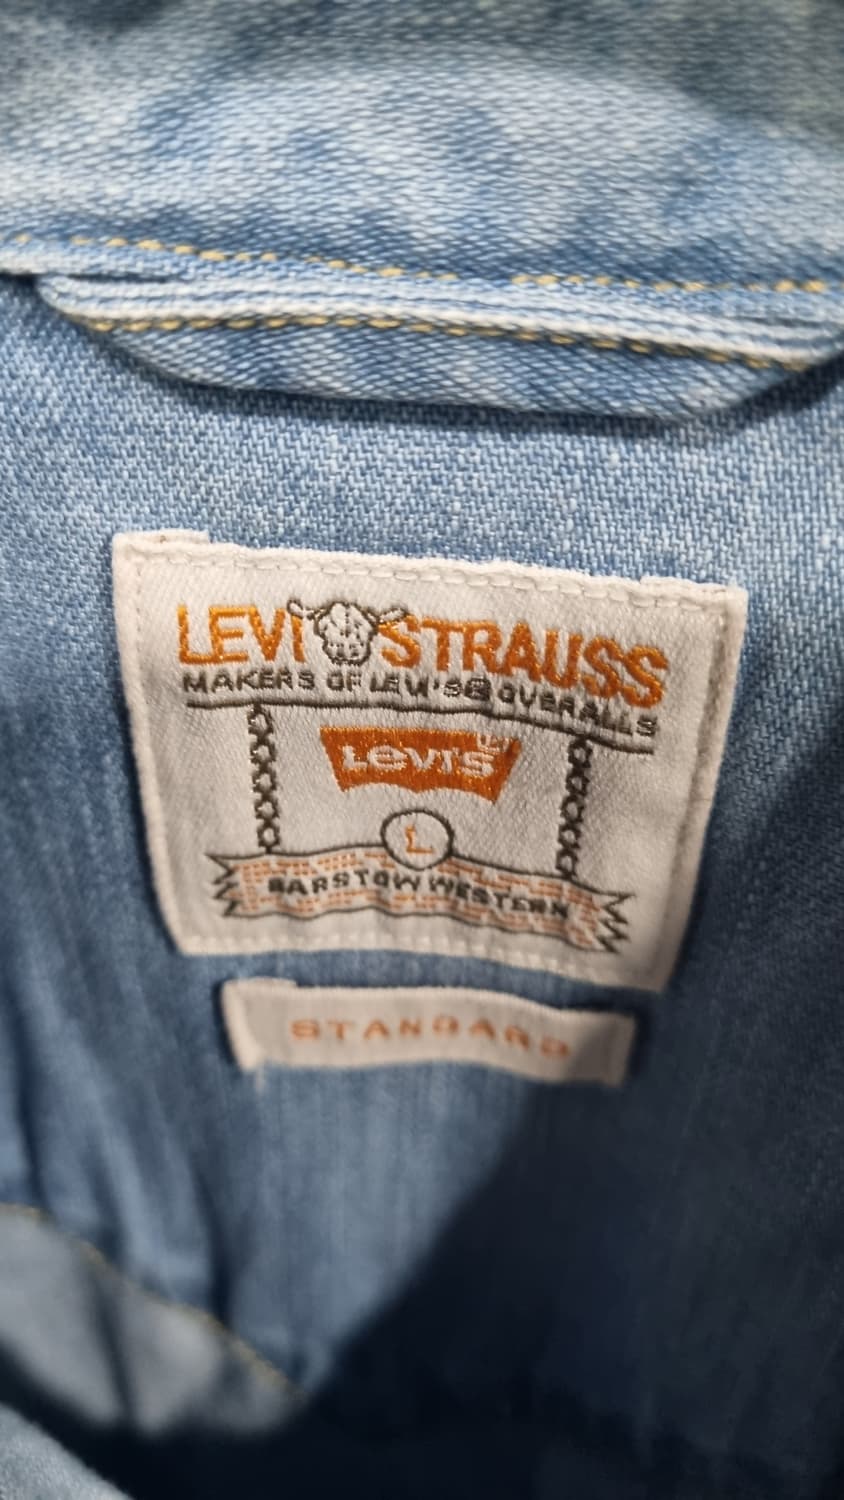 LEVI STRAUSS
MAKERS OF LEVI'S® OVERALLS
LEVI'S®
L
BARSTOW WESTERN
STANDARD